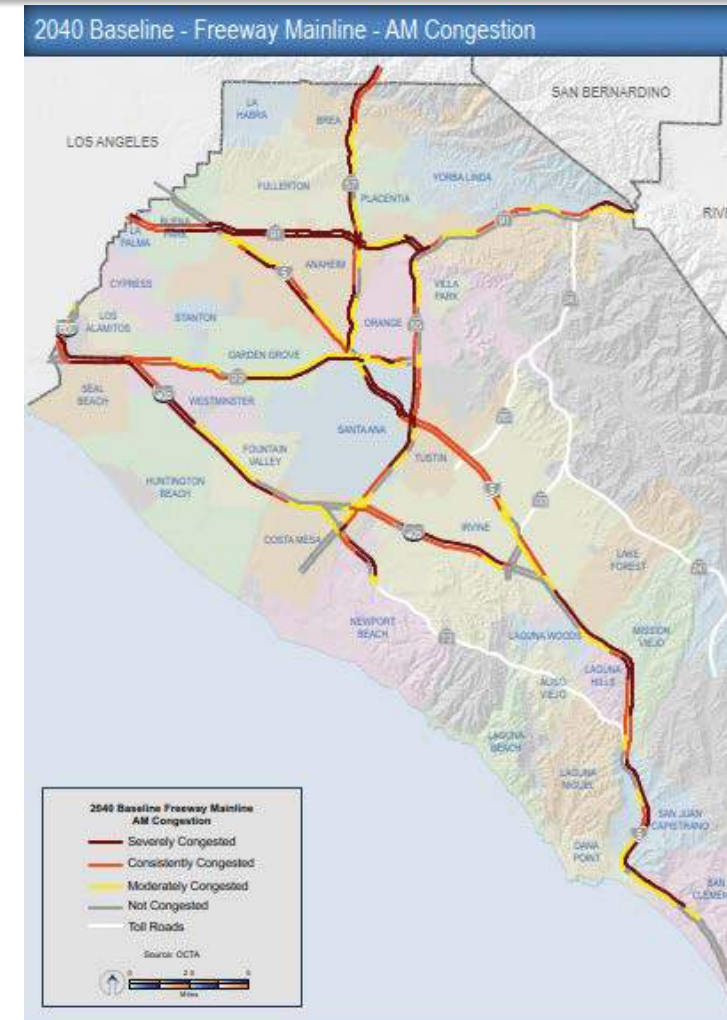 2040 Baseline - Freeway Mainline - AM Congestion
SAN BERNARDINO
LA
HABRA
BREA
LOS ANGELES
YORBA LINDA
FULLERTON
PLACENTIA
RIV
BUENA
PARK
LA
PALMA
ANAHEIM
CYPRESS
VILLA
PARK
LOS
ALAMITOS
STANTON
ORANGE
GARDEN GROVE
SEAL
BEACH
WESTMINSTER
SANTA ANA
TUSTIN
FOUNTAIN
VALLEY
HUNTINGTON
BEACH
IRVINE
COSTA MESA
LAKE
FOREST
NEWPORT
BEACH
LAGUNA WOODS
MISSION
VIEJO
LAGUNA
HILLS
ALISO
VIEJO
LAGUNA
BEACH
LAGUNA
NIGUEL
SAN JUAN
CAPISTRANO
DANA
POINT
SAN
CLEMEN
2040 Baseline Freeway Mainline
AM Congestion
Severely Congested
Consistently Congested
Moderately Congested
Not Congested
Toll Roads
Source: OCTA
Miles